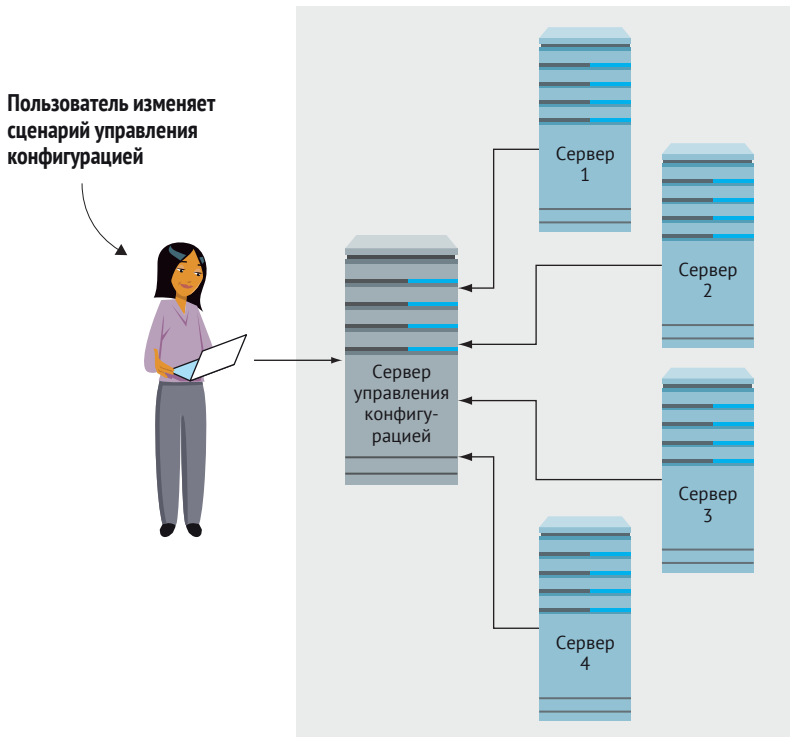 Пользователь изменяет
сценарий управления
конфигурацией
Сервер
управления
конфигу-
рацией
Сервер
1
Сервер
2
Сервер
3
Сервер
4